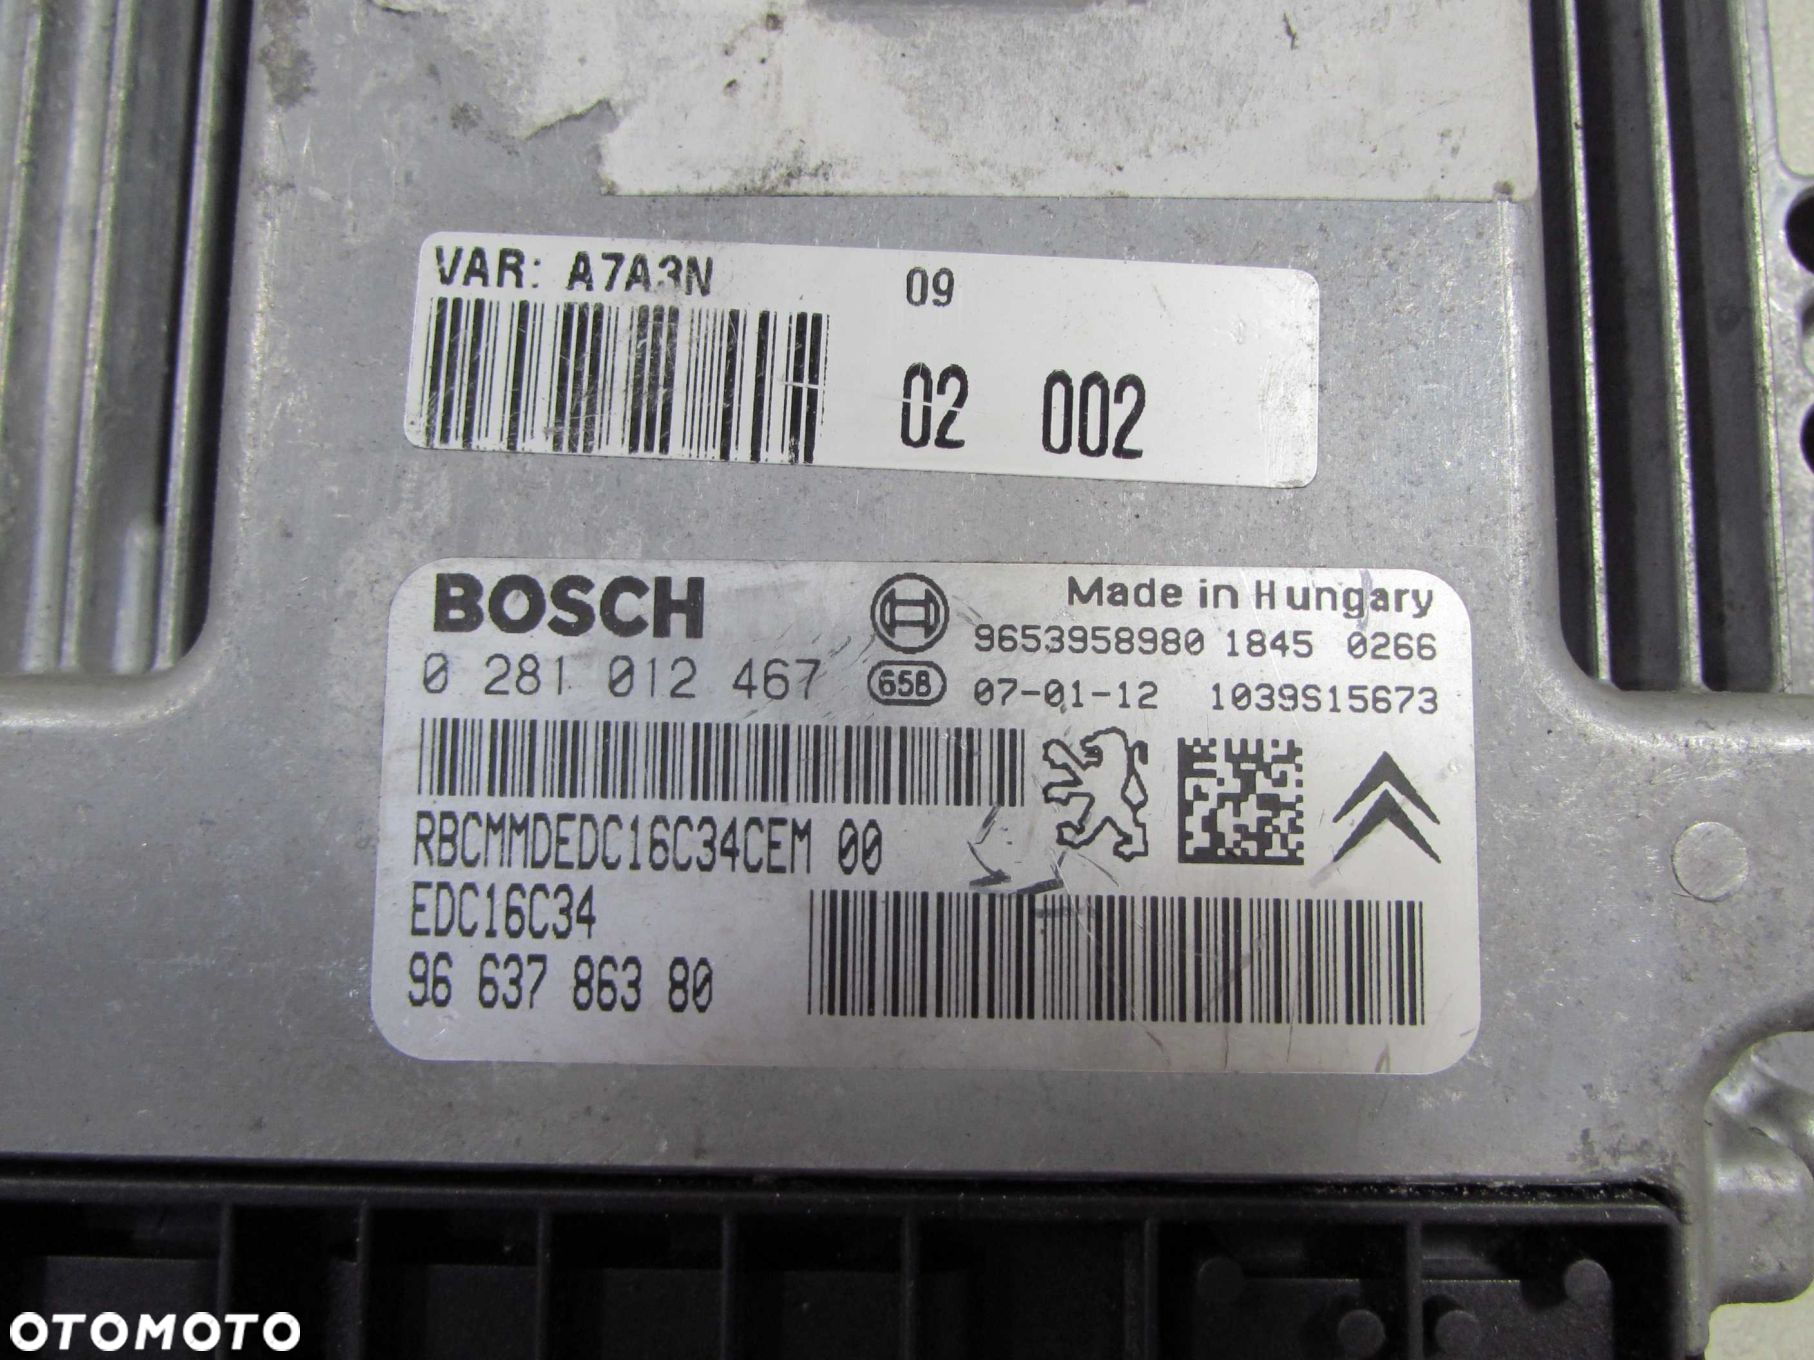 VAR: A7A3N 09
02 002
BOSCH
Made in Hungary
9653958980 1845 0266
0 281 012 467 65B 07-01-12 1039S15673
RBCMMDEDC16C34CEM 00
EDC16C34
96 637 863 80
OTOMOTO